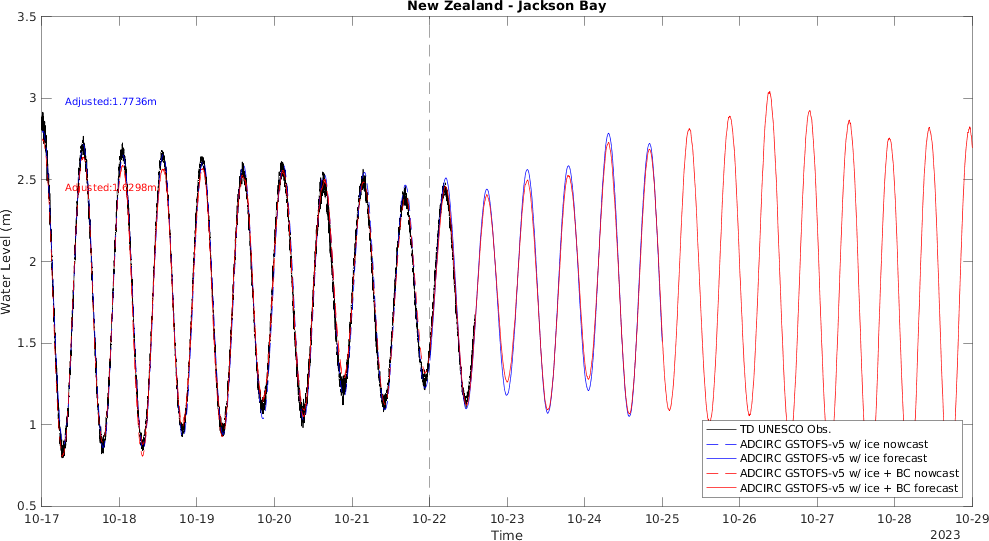 New Zealand - Jackson Bay
3.5
3
2.5
2
1.5
1
0.5
Water Level (m)
Adjusted:1.7736m
Adjusted:1.6298m
TD UNESCO Obs.
ADCIRC GSTOFS-v5 w/ ice nowcast
ADCIRC GSTOFS-v5 w/ ice forecast
ADCIRC GSTOFS-v5 w/ ice + BC nowcast
ADCIRC GSTOFS-v5 w/ ice + BC forecast
10-17 10-18 10-19 10-20 10-21 10-22 10-23 10-24 10-25 10-26 10-27 10-28 10-29
Time
2023